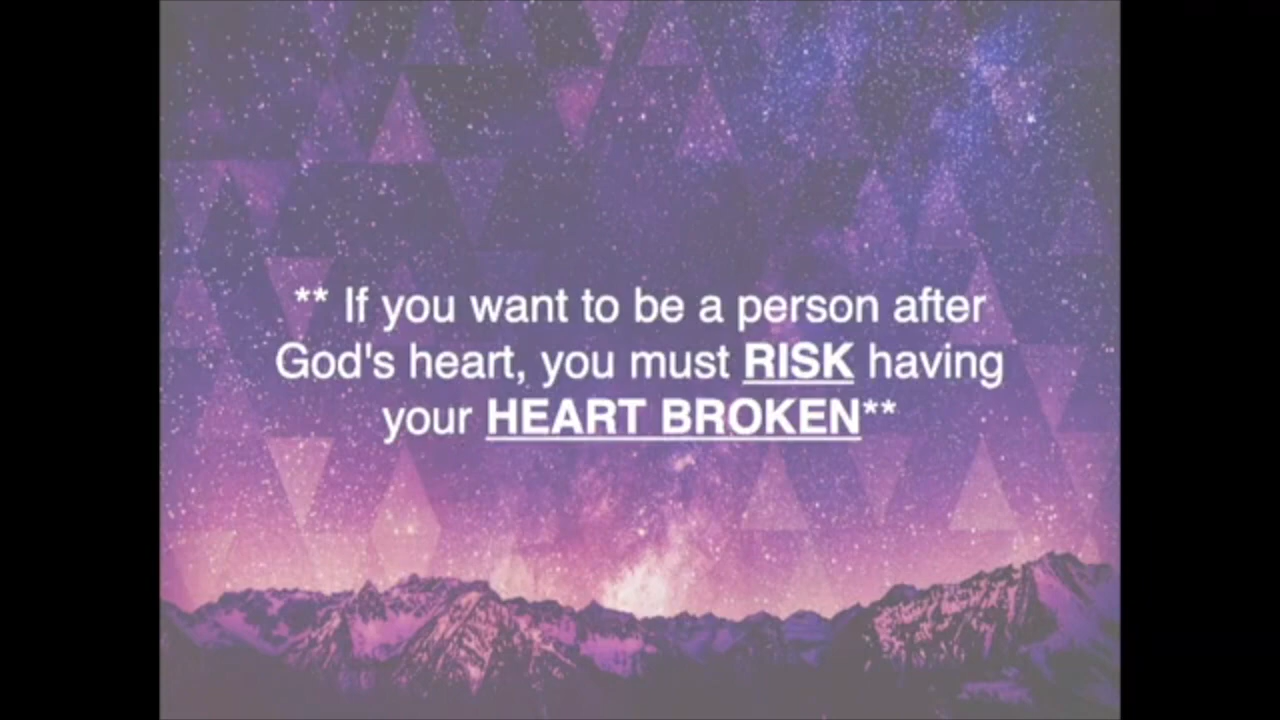 ** If you want to be a person after
God's heart, you must RISK having
your HEART BROKEN**